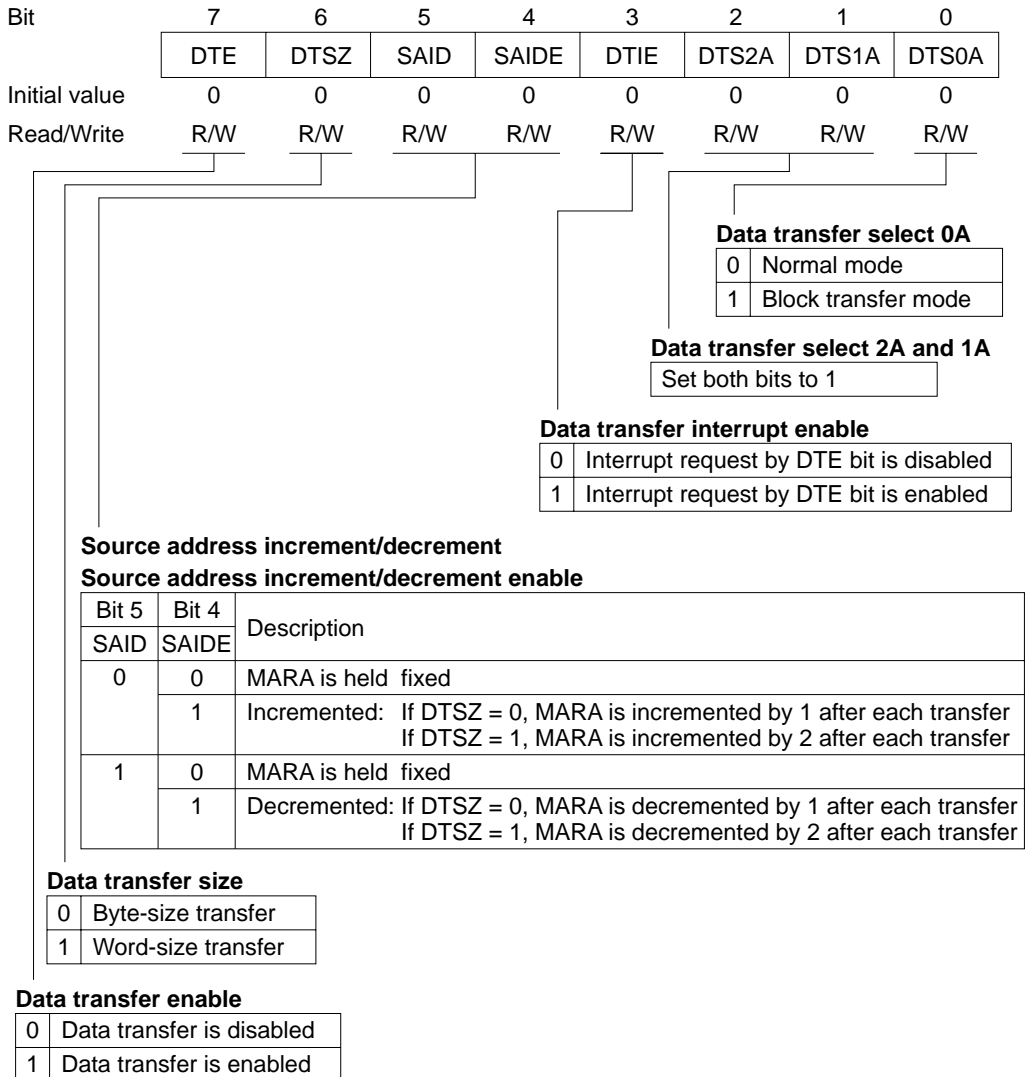 Bit 7 6 5 4 3 2 1 0
DTE DTSZ SAID SAIDE DTIE DTS2A DTS1A DTS0A
Initial value 0 0 0 0 0 0 0 0
Read/Write R/W R/W R/W R/W R/W R/W R/W R/W
Data transfer select 0A
0 Normal mode
1 Block transfer mode
Data transfer select 2A and 1A
Set both bits to 1
Data transfer interrupt enable
0 Interrupt request by DTE bit is disabled
1 Interrupt request by DTE bit is enabled
Source address increment/decrement
Source address increment/decrement enable
Bit 5 Bit 4 Description
SAID SAIDE
0 0 MARA is held fixed
1 Incremented: If DTSZ = 0, MARA is incremented by 1 after each transfer
If DTSZ = 1, MARA is incremented by 2 after each transfer
1 0 MARA is held fixed
1 Decremented: If DTSZ = 0, MARA is decremented by 1 after each transfer
If DTSZ = 1, MARA is decremented by 2 after each transfer
Data transfer size
0 Byte-size transfer
1 Word-size transfer
Data transfer enable
0 Data transfer is disabled
1 Data transfer is enabled